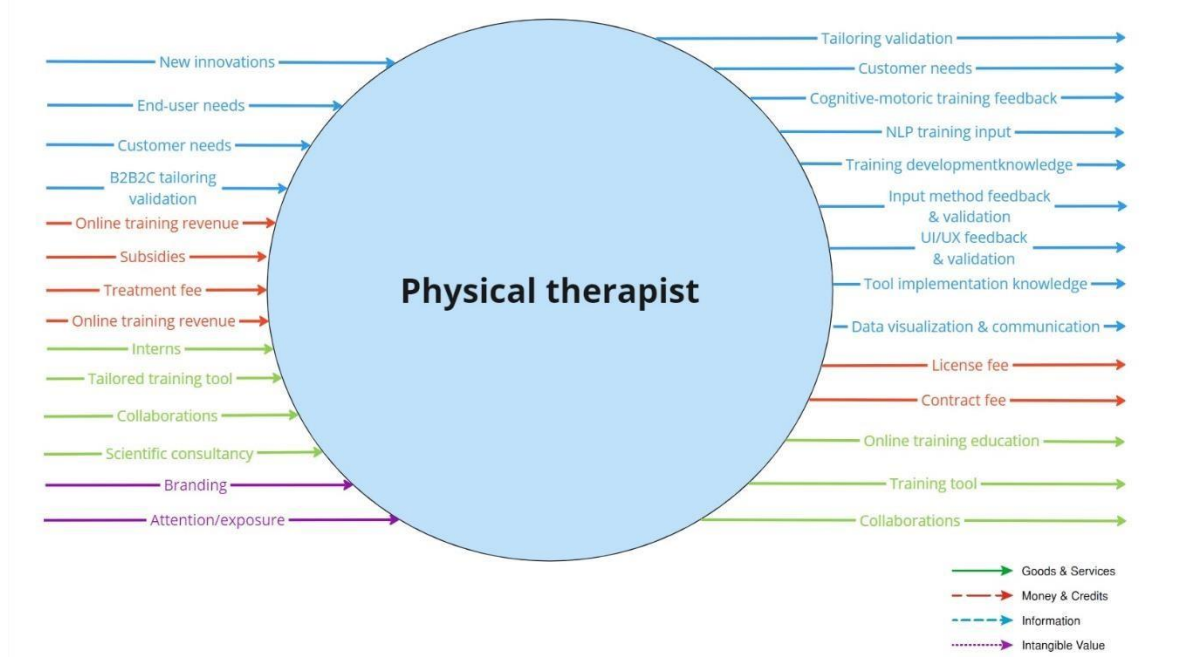 New innovations
End-user needs
Customer needs
B2B2C tailoring
validation
Online training revenue
Subsidies
Treatment fee
Online training revenue
Interns
Tailored training tool
Collaborations
Scientific consultancy
Branding
Attention/exposure
Physical therapist
Tailoring validation
Customer needs
Cognitive-motoric training feedback
NLP training input
Training developmentknowledge
Input method feedback
& validation
UI/UX feedback
& validation
Tool implementation knowledge
Data visualization & communication
License fee
Contract fee
Online training education
Training tool
Collaborations
Goods & Services
Money & Credits
Information
Intangible Value